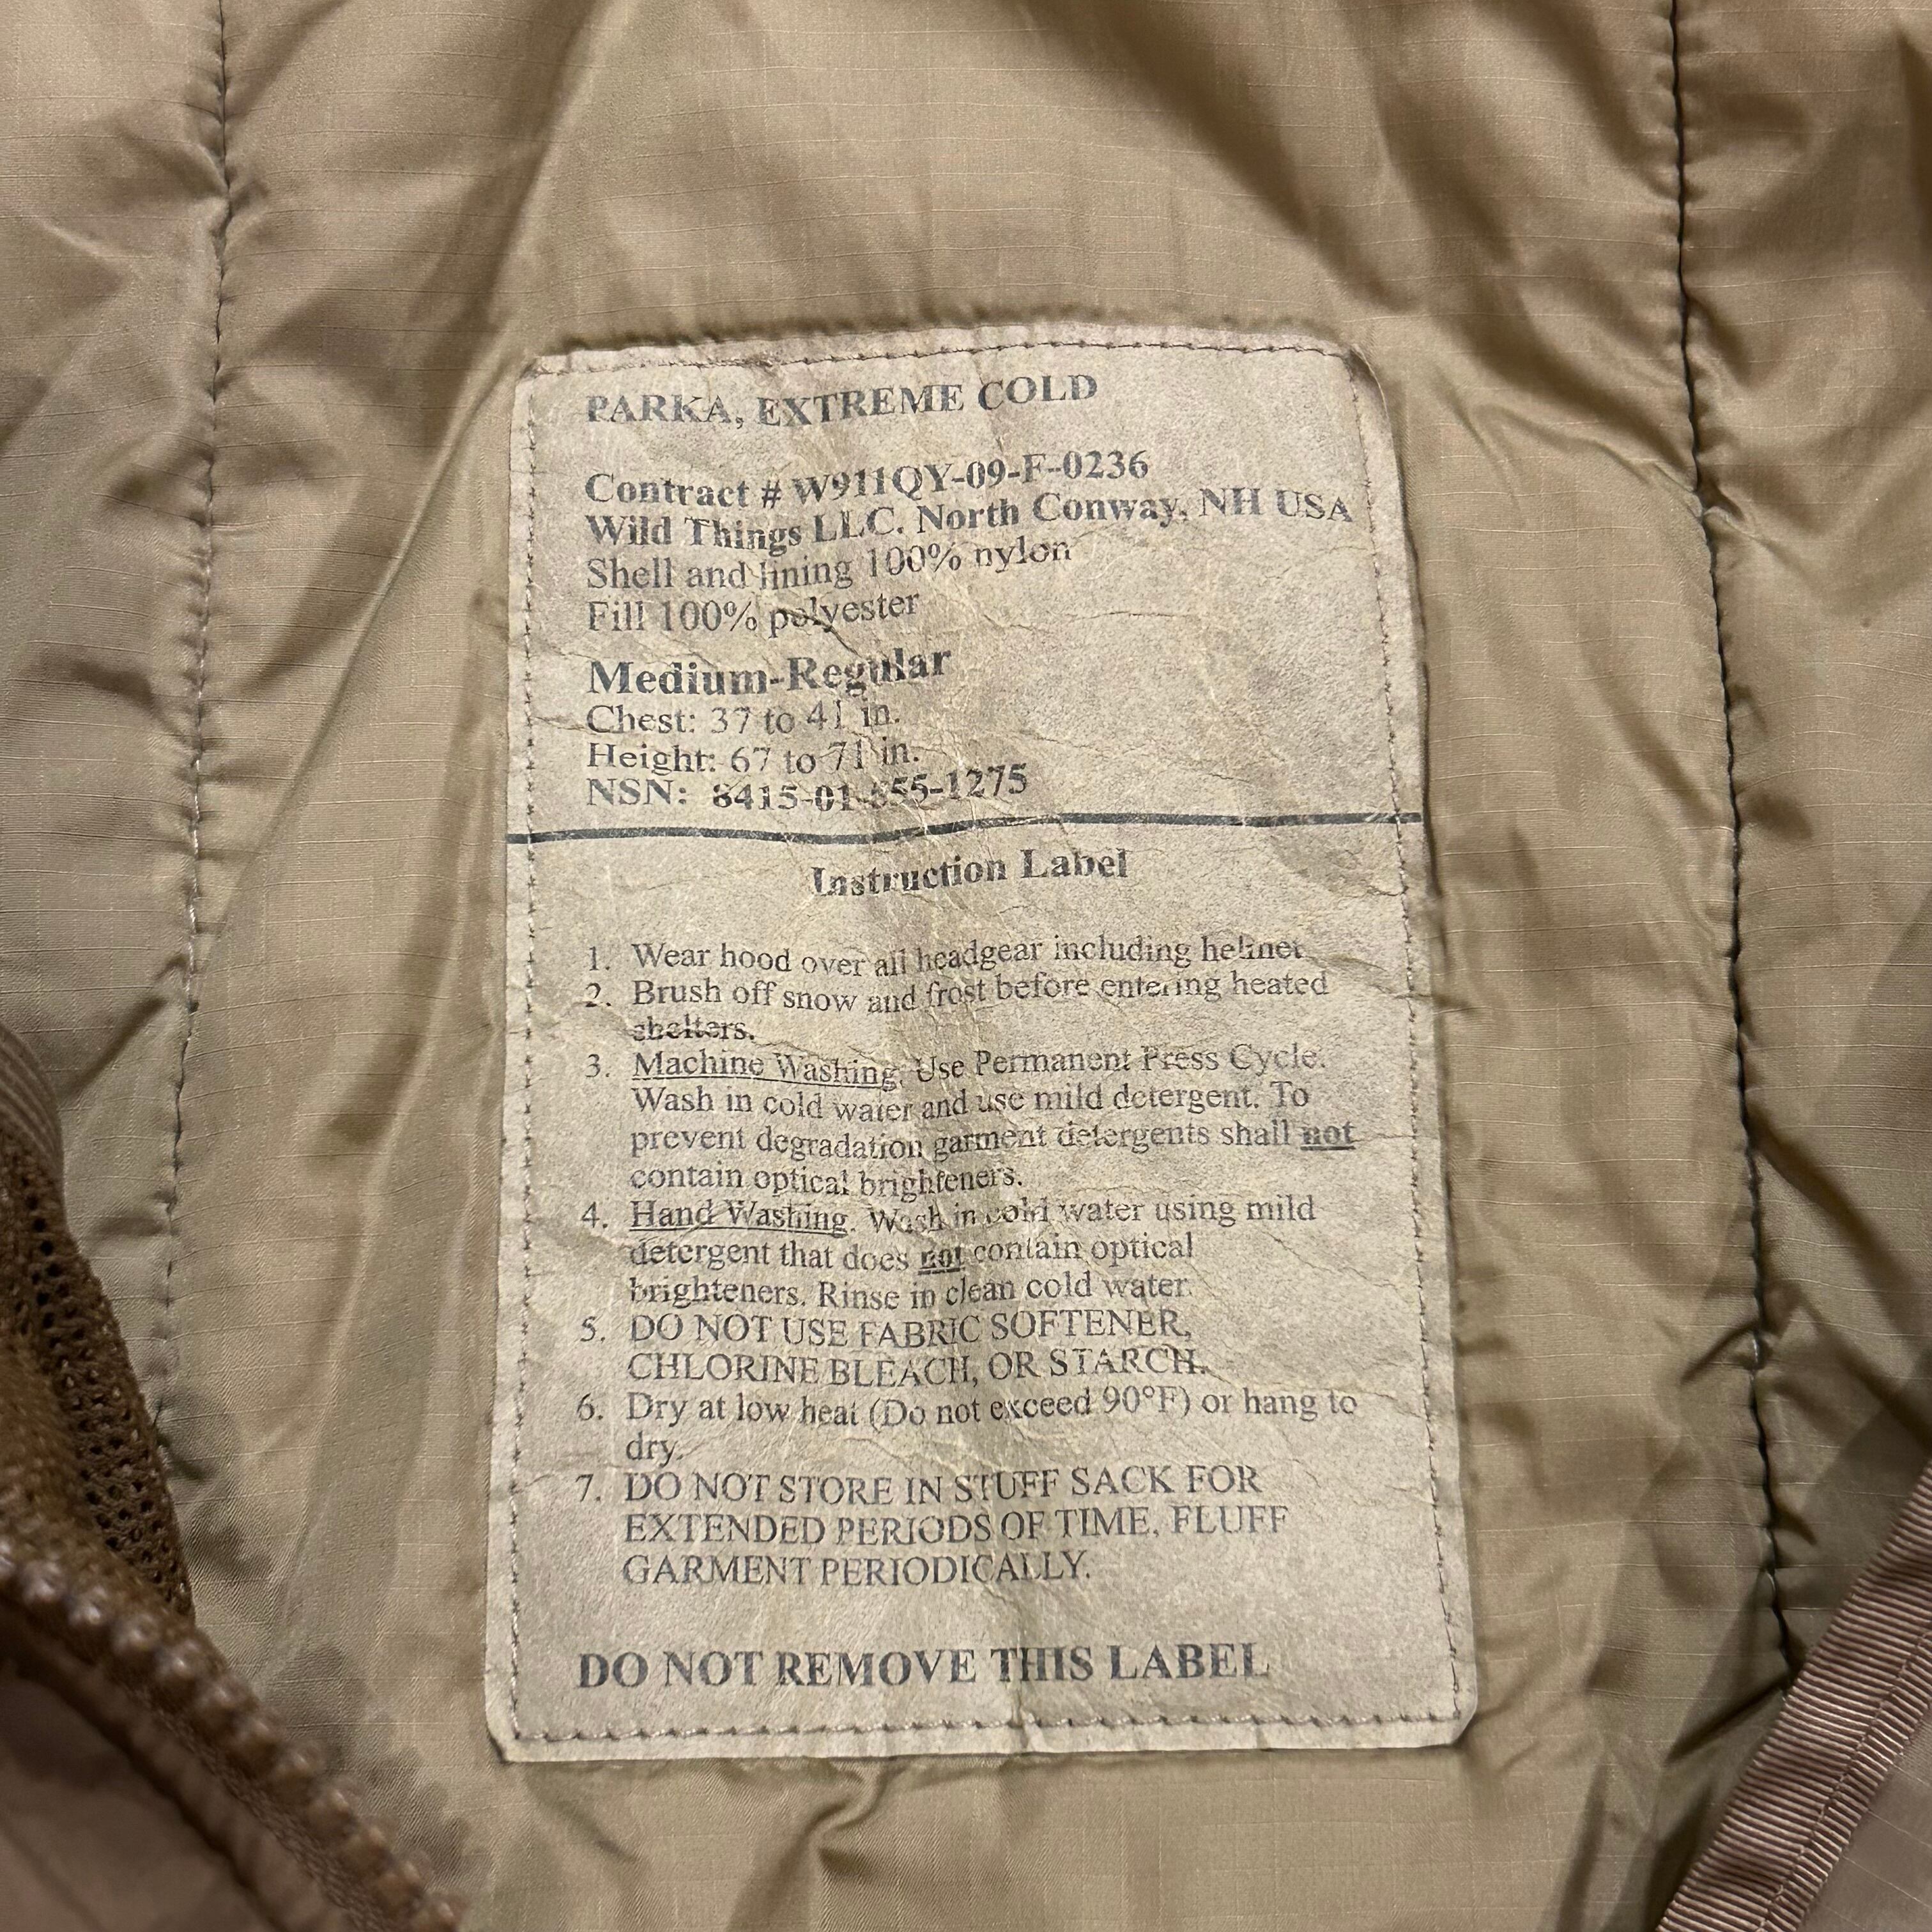 PARKA, EXTREME COLD
Contract # W911QY-09-F-0236
Wild Things LLC. North Conway, NH USA
Shell and lining 100% nylon
Fill 100% polyester
Medium-Regular
Chest: 37 to 41 in.
Height: 67 to 71 in.
NSN: 8415-01-555-1275
Instruction Label
1. Wear hood over all headgear including helmet.
2. Brush off snow and frost before entering heated
shelters.
3. Machine Washing. Use Permanent Press Cycle.
Wash in cold water and use mild detergent. To
prevent degradation garment detergents shall not
contain optical brighteners.
4. Hand Washing. Wash in cold water using mild
detergent that does not contain optical
brighteners. Rinse in clean cold water.
5. DO NOT USE FABRIC SOFTENER,
CHLORINE BLEACH, OR STARCH.
6. Dry at low heat (Do not exceed 90°F) or hang to
dry.
7. DO NOT STORE IN STUFF SACK FOR
EXTENDED PERIODS OF TIME, FLUFF
GARMENT PERIODICALLY.
DO NOT REMOVE THIS LABEL